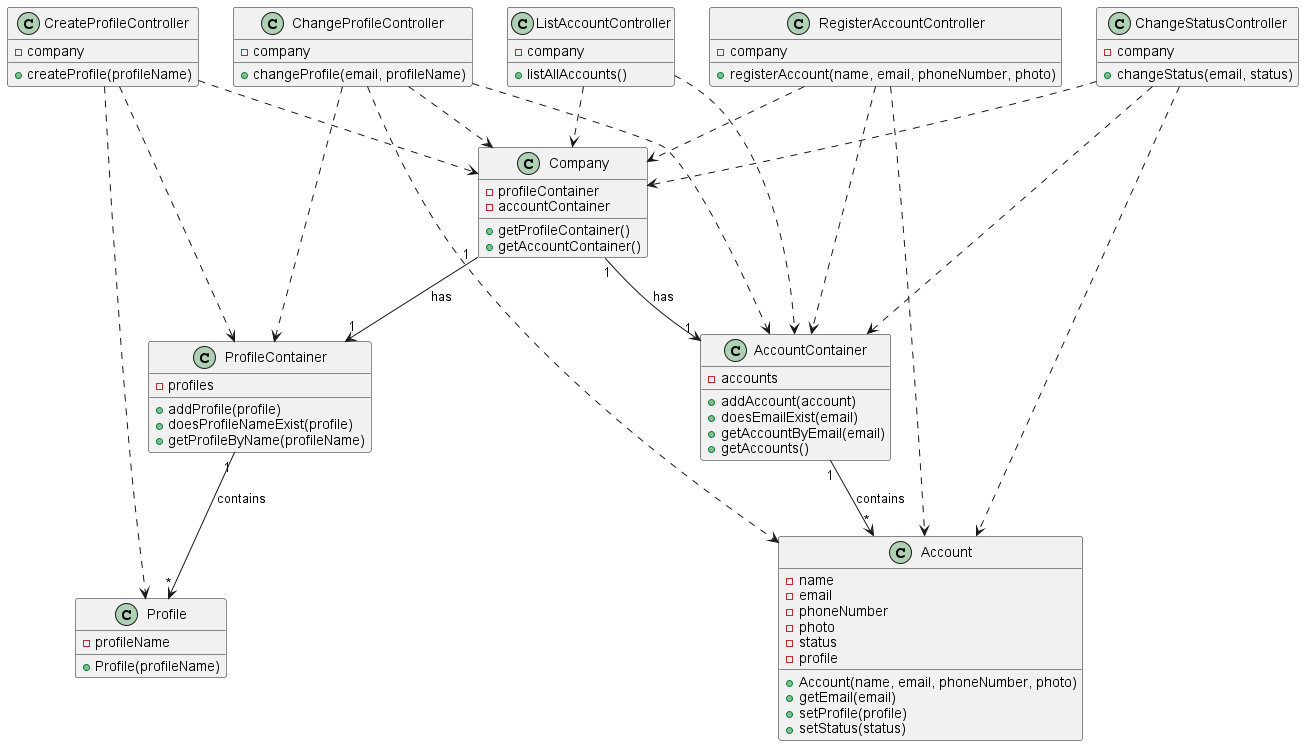 C CreateProfileController
company
createProfile(profileName)
C ChangeProfileController
company
changeProfile(email, profileName)
C ListAccountController
company
listAllAccounts()
C RegisterAccountController
company
registerAccount(name, email, phoneNumber, photo)
C ChangeStatusController
company
changeStatus(email, status)
C Company
profileContainer
accountContainer
getProfileContainer()
getAccountContainer()
1
1
has
has
1
1
C ProfileContainer
profiles
addProfile(profile)
doesProfileNameExist(profile)
getProfileByName(profileName)
C AccountContainer
accounts
addAccount(account)
doesEmailExist(email)
getAccountByEmail(email)
getAccounts()
1
contains
*
1
contains
*
C Profile
profileName
Profile(profileName)
C Account
name
email
phoneNumber
photo
status
profile
Account(name, email, phoneNumber, photo)
getEmail(email)
setProfile(profile)
setStatus(status)